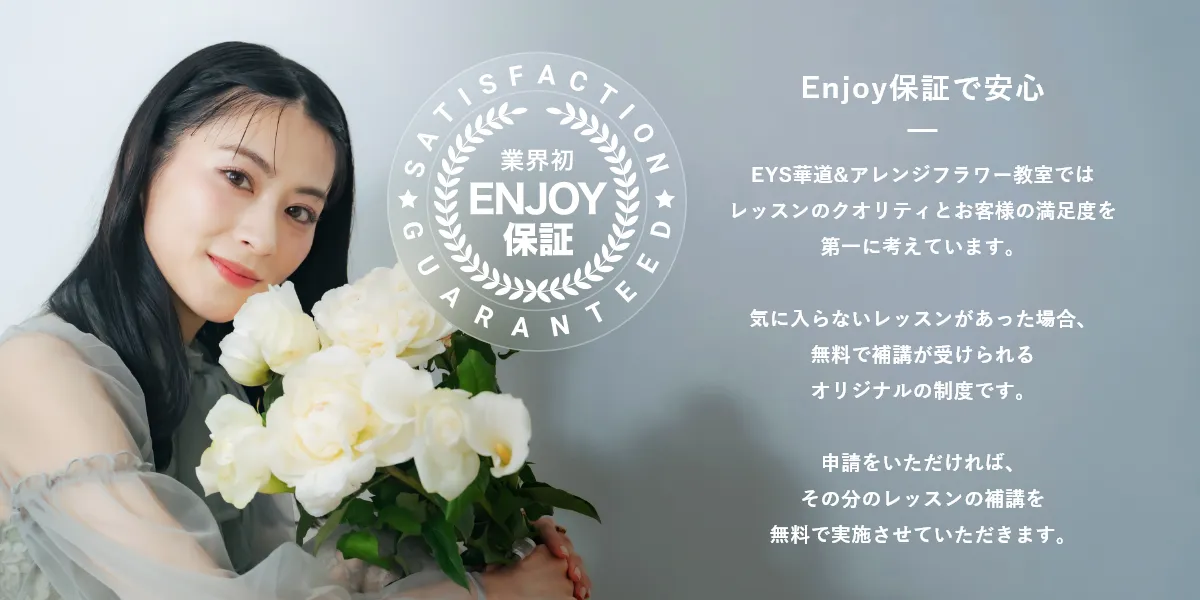 SATISFACTION
業界初
ENJOY
保証
GUARANTEED
Enjoy保証で安心
EYS華道&アレンジフラワー教室では
レッスンのクオリティとお客様の満足度を
第一に考えています。
気に入らないレッスンがあった場合、
無料で補講が受けられる
オリジナルの制度です。
申請をいただければ、
その分のレッスンの補講を
無料で実施させていただきます。